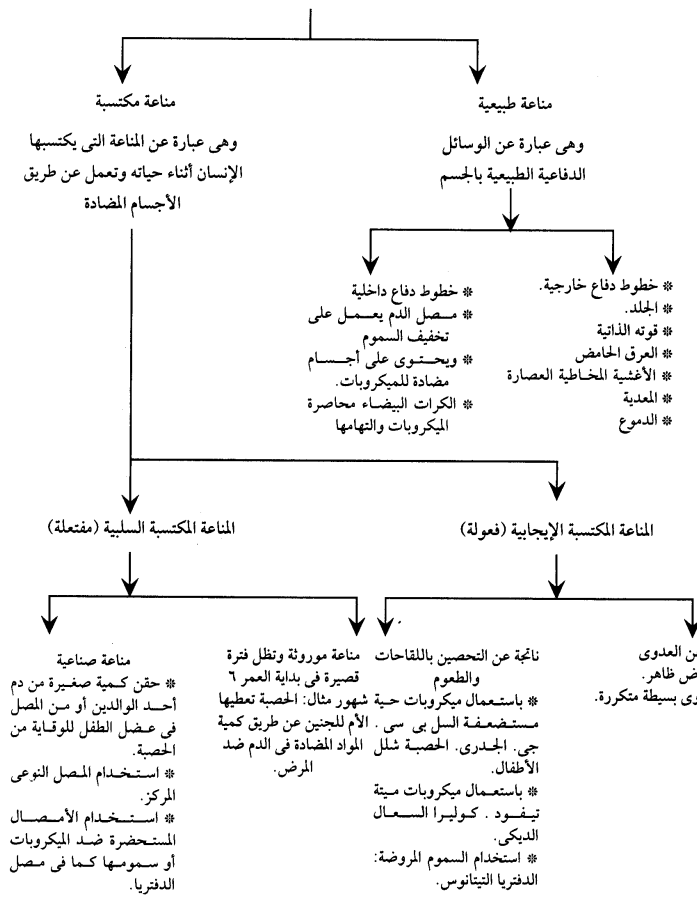 مناعة طبيعية
وهى عبارة عن الوسائل
الدفاعية الطبيعية بالجسم
مناعة مكتسبة
وهى عبارة عن المناعة التى يكتسبها
الإنسان أثناء حياته وتعمل عن طريق
الأجسام المضادة
* خطوط دفاع خارجية.
* الجلد.
* قوته الذاتية
* العرق الحامض
* الأغشية المخاطية العصارة
* المعدية
* الدموع
* خطوط دفاع داخلية
* مصل الدم يعمل على
تخفيف السموم
* ويحتوى على أجسام
مضادة للميكروبات.
* الكرات البيضاء محاصرة
الميكروبات والتهامها
المناعة المكتسبة الإيجابية (فعولة)
المناعة المكتسبة السلبية (مفتعلة)
ن العدوى
ض ظاهر.
وى بسيطة متكررة.
ناتجة عن التحصين باللقاحات
والطعوم
* باستعمال ميكروبات حية
مستضعفة السل بى سى .
جى. الجدرى. الحصبة شلل
الأطفال.
* باستعمال ميكروبات ميتة
تيفود . كوليرا السعال
الديكى.
* استخدام السموم المروضة:
الدفتريا التيتانوس.
مناعة موروثة وتظل فترة
قصيرة فى بداية العمر ٦
شهور مثال: الحصبة تعطيها
الأم للجنين عن طريق كمية
المواد المضادة فى الدم ضد
المرض.
مناعة صناعية
* حقن كمية صغيرة من دم
أحد الوالدين أو من المصل
فى عضل الطفل للوقاية من
الحصبة.
* استخدام المصل النوعى
المركز.
* استخدام الأمصال
المستحضرة ضد الميكروبات
أو سمومها كما فى مصل
الدفتريا.